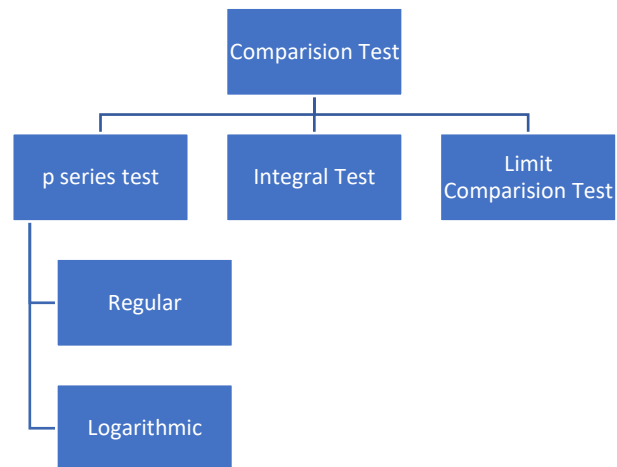 Comparision Test
p series test
Integral Test
Limit
Comparision Test
Regular
Logarithmic